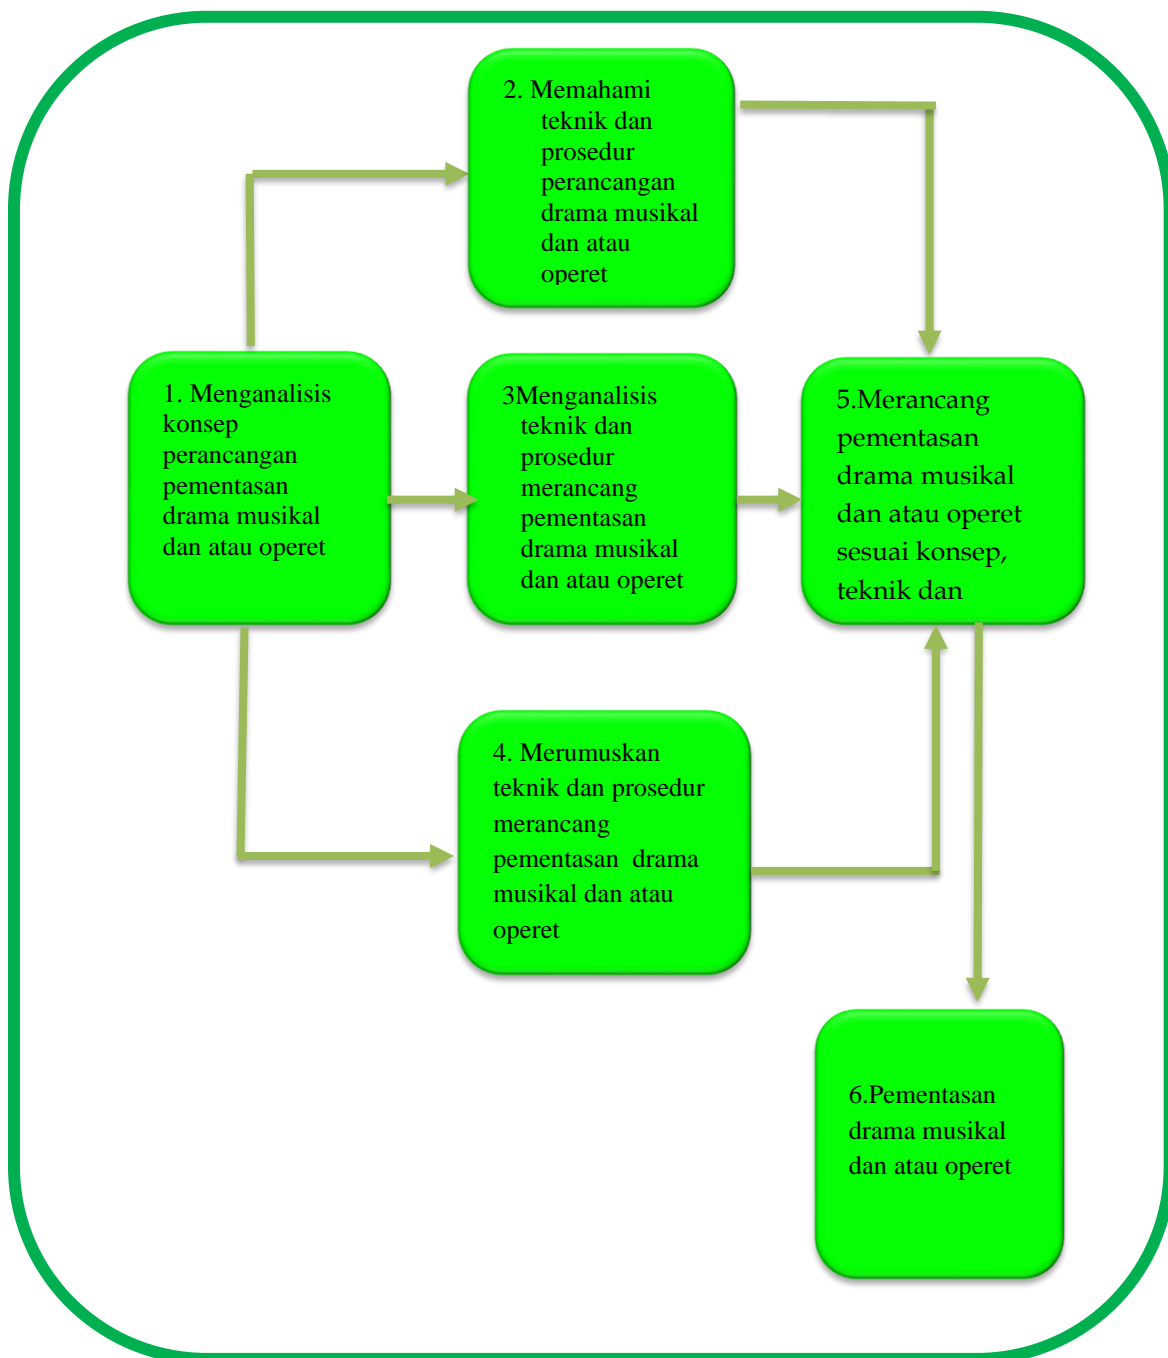 2. Memahami
teknik dan
prosedur
perancangan
drama musikal
dan atau
operet
1. Menganalisis
konsep
perancangan
pementasan
drama musikal
dan atau operet
3Menganalisis
teknik dan
prosedur
merancang
pementasan
drama musikal
dan atau operet
4. Merumuskan
teknik dan prosedur
merancang
pementasan  drama
musikal dan atau
operet
5.Merancang
pementasan
drama musikal
dan atau operet
sesuai konsep,
teknik dan
6.Pementasan
drama musikal
dan atau operet